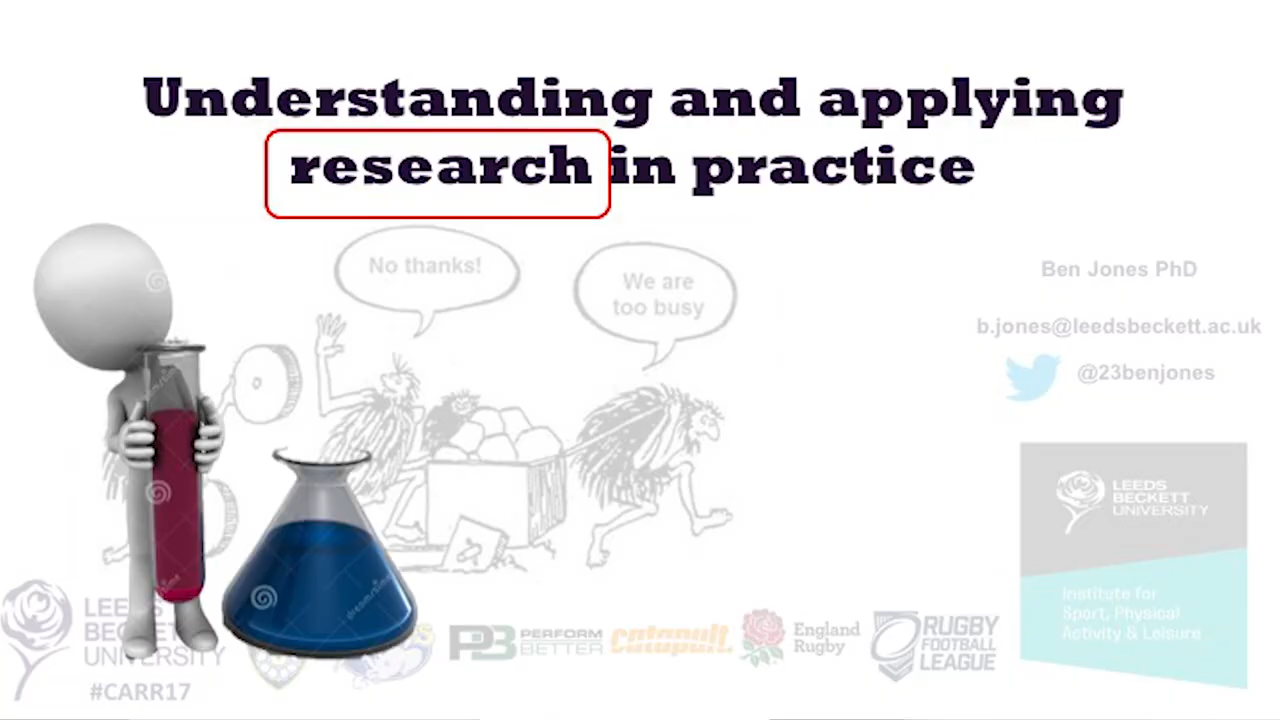 Understanding and applying
research in practice
No thanks!
We are
too busy
Ben Jones PhD
b.jones@leedsbeckett.ac.uk
@23benjones
LEEDS
BECKETT
UNIVERSITY
Institute for
Sport, Physical
Activity & Leisure
LEEDS
BECKETT
UNIVERSITY
#CARR17
PB PERFORM
BETTER
catapult.
England
Rugby
RUGBY
FOOTBALL
LEAGUE
dreamstime